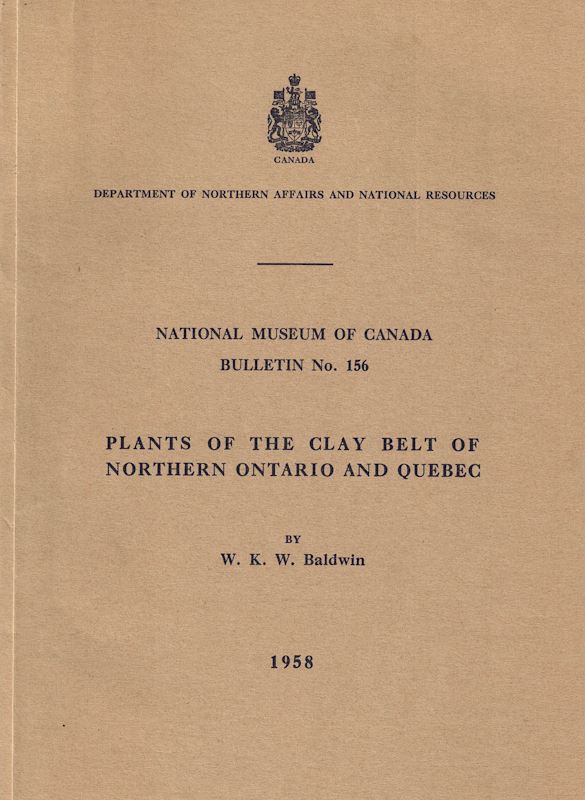 CANADA
DEPARTMENT OF NORTHERN AFFAIRS AND NATIONAL RESOURCES
NATIONAL MUSEUM OF CANADA
BULLETIN No. 156
PLANTS OF THE CLAY BELT OF
NORTHERN ONTARIO AND QUEBEC
BY
W. K. W. Baldwin
1958